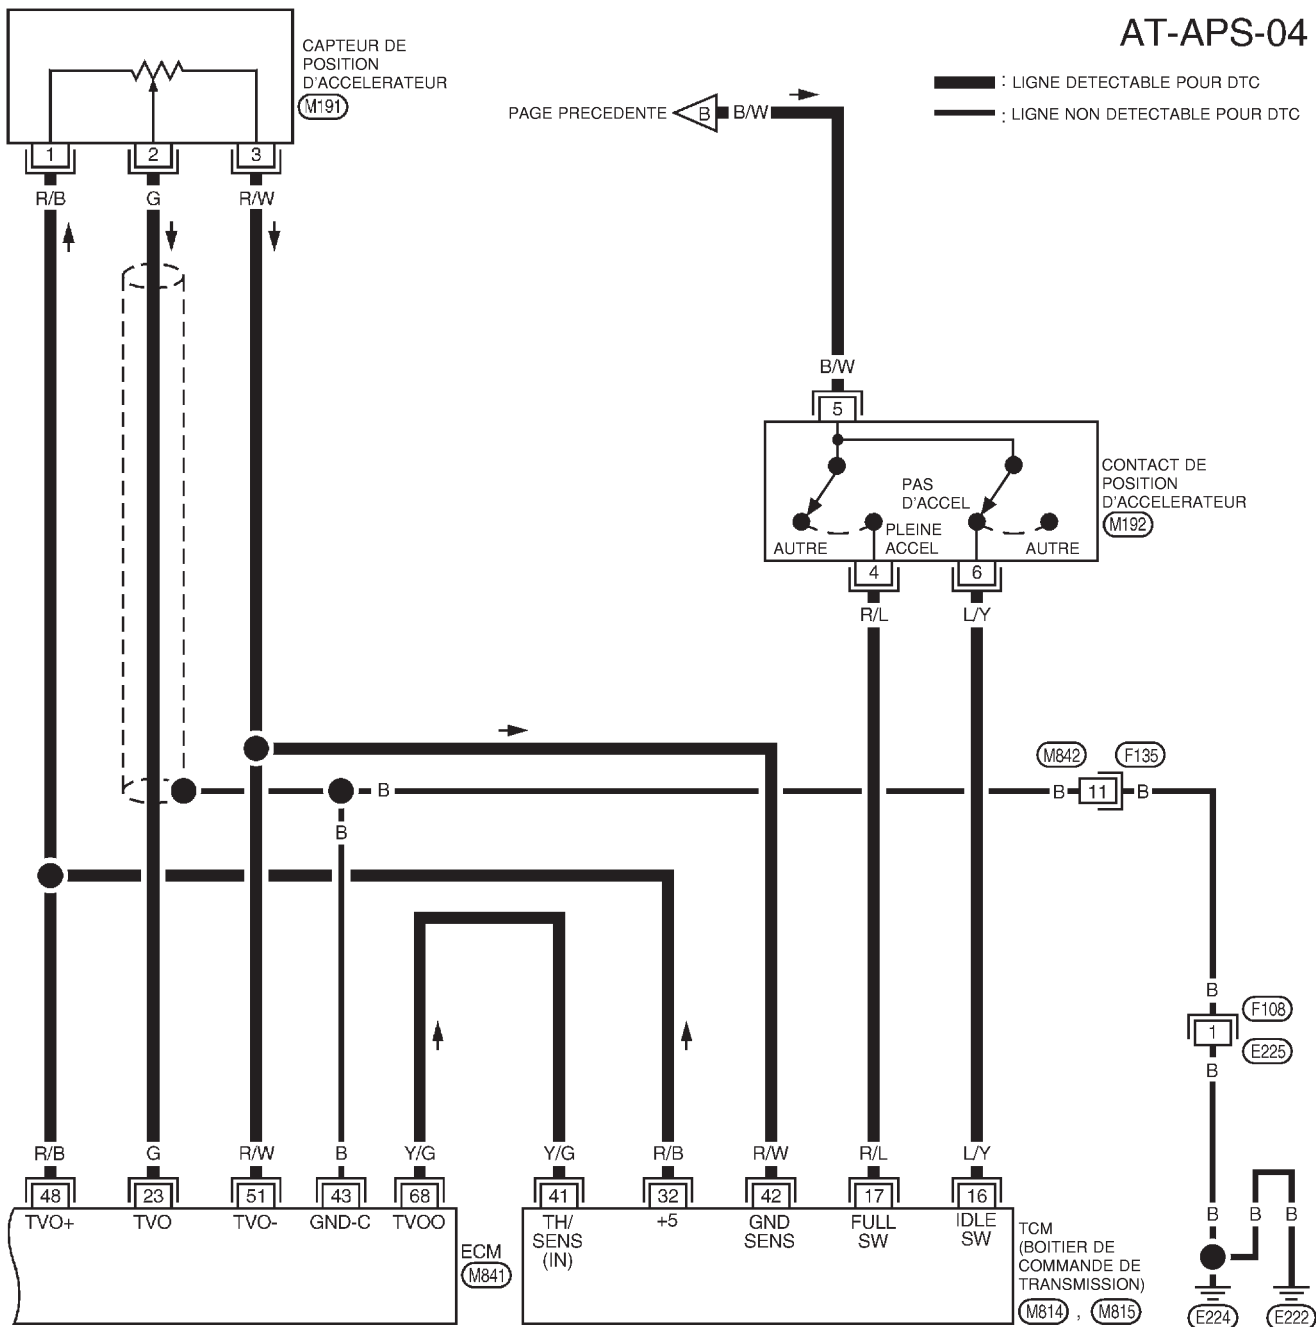 AT-APS-04
: LIGNE DETECTABLE POUR DTC
: LIGNE NON DETECTABLE POUR DTC
CAPTEUR DE
POSITION
D'ACCELERATEUR
M191
1 2 3
R/B G R/W
PAGE PRECEDENTE B B/W
B/W
5
PAS
D'ACCEL
PLEINE
ACCEL
AUTRE
AUTRE
CONTACT DE
POSITION
D'ACCELERATEUR
M192
4 6
R/L L/Y
M842 F135
B B 11 B
B
B
F108
1
E225
B
R/B G R/W B Y/G Y/G R/B R/W R/L L/Y
48 23 51 43 68 41 32 42 17 16
TVO+ TVO TVO- GND-C TVOO
ECM
M841
TH/
SENS
(IN)
+5
GND
SENS
FULL
SW
IDLE
SW
TCM
(BOITIER DE
COMMANDE DE
TRANSMISSION)
M814 , M815
B B B
E224 E222